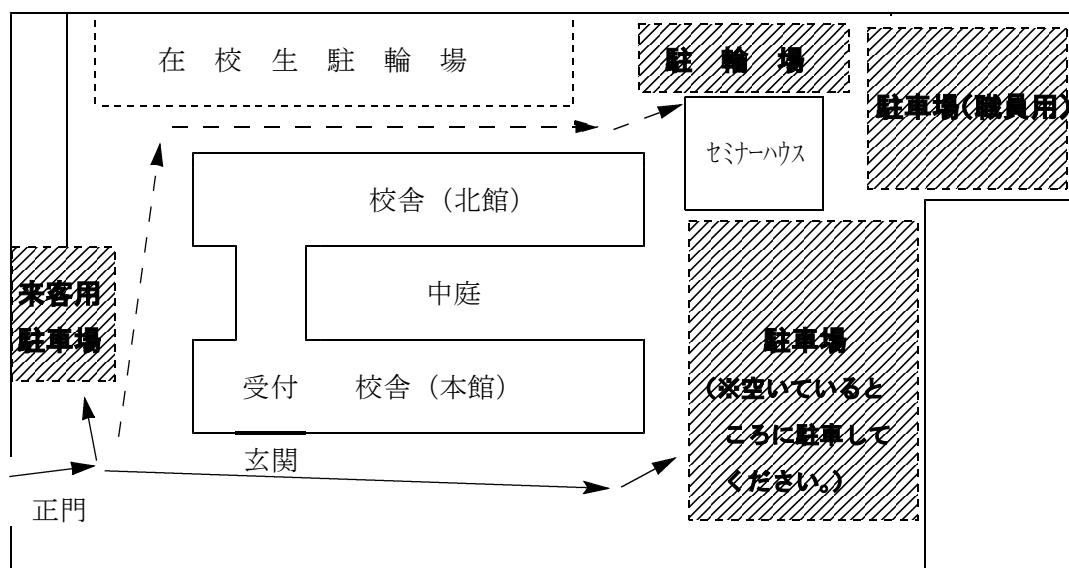 在校生駐輪場
駐輪場
駐車場(職員用)
セミナーハウス
校舎（北館）
来客用
駐車場
中庭
駐車場
(※空いていると
ころに駐車して
ください。)
受付
校舎（本館）
玄関
正門